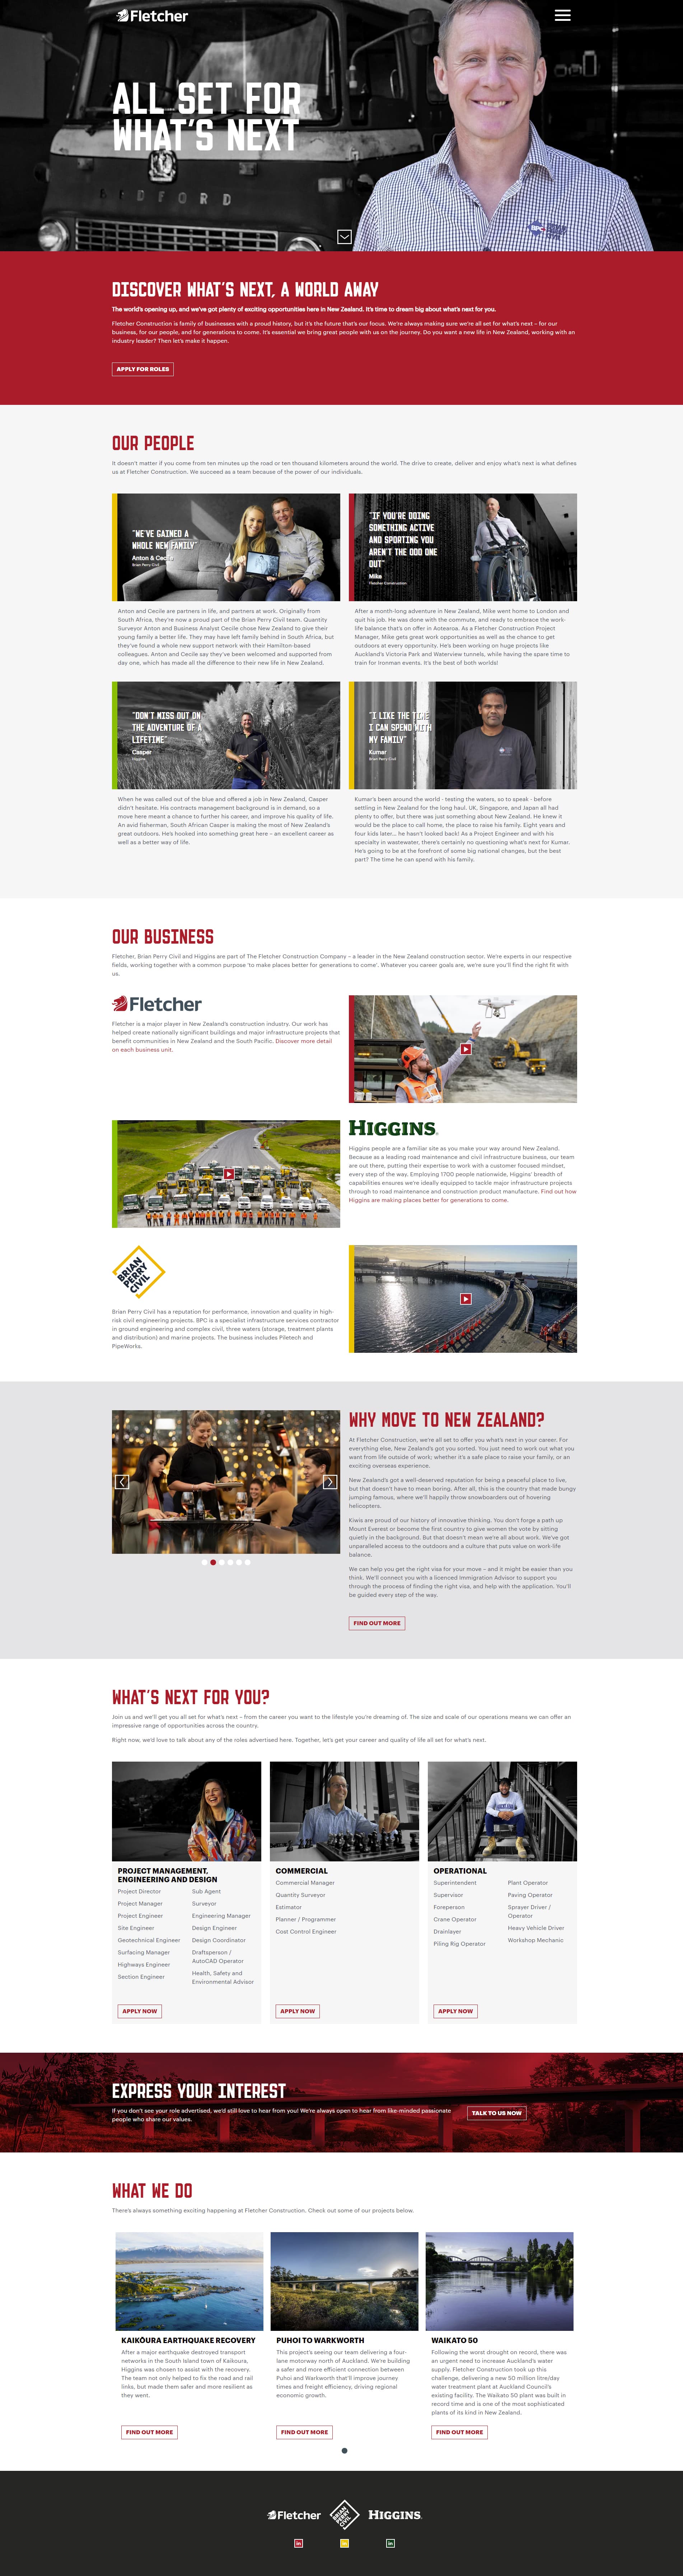 Fletcher
ALL SET FOR
WHAT'S NEXT
BEDFORD
BPC
DISCOVER WHAT'S NEXT, A WORLD AWAY
The world's opening up, and we've got plenty of exciting opportunities here in New Zealand. It's time to dream big about what's next for you.
Fletcher Construction is family of businesses with a proud history, but it's the future that's our focus. We're always making sure we're all set for what's next – for our
business, for our people, and for generations to come. It's essential we bring great people with us on the journey. Do you want a new life in New Zealand, working with an
industry leader? Then let's make it happen.
APPLY FOR ROLES
OUR PEOPLE
It doesn't matter if you come from ten minutes up the road or ten thousand kilometers around the world. The drive to create, deliver and enjoy what's next is what defines
us at Fletcher Construction. We succeed as a team because of the power of our individuals.
"WE'VE GAINED A
WHOLE NEW FAMILY"
Anton & Cecile
Brian Perry Civil
Anton and Cecile are partners in life, and partners at work. Originally from
South Africa, they're now a proud part of the Brian Perry Civil team. Quantity
Surveyor Anton and Business Analyst Cecile chose New Zealand to give their
young family a better life. They may have left family behind in South Africa, but
they've found a whole new support network with their Hamilton-based
colleagues. Anton and Cecile say they've been welcomed and supported from
day one, which has made all the difference to their new life in New Zealand.
"IF YOU'RE DOING
SOMETHING ACTIVE
AND SPORTING YOU
AREN'T THE ODD ONE
OUT"
Mike
Fletcher Construction
After a month-long adventure in New Zealand, Mike went home to London and
quit his job. He was done with the commute, and ready to embrace the work-
life balance that's on offer in Aotearoa. As a Fletcher Construction Project
Manager, Mike gets great work opportunities as well as the chance to get
outdoors at every opportunity. He's been working on huge projects like
Auckland's Victoria Park and Waterview tunnels, while having the spare time to
train for Ironman events. It's the best of both worlds!
"DON'T MISS OUT ON
THE ADVENTURE OF A
LIFETIME"
Casper
Higgins
When he was called out of the blue and offered a job in New Zealand, Casper
didn't hesitate. His contracts management background is in demand, so a
move here meant a chance to further his career, and improve his quality of life.
An avid fisherman, South African Casper is making the most of New Zealand's
great outdoors. He's hooked into something great here – an excellent career as
well as a better way of life.
"I LIKE THE TIME
I CAN SPEND WITH
MY FAMILY"
Kumar
Brian Perry Civil
Kumar's been around the world - testing the waters, so to speak - before
settling in New Zealand for the long haul. UK, Singapore, and Japan all had
plenty to offer, but there was just something about New Zealand. He knew it
would be the place to call home, the place to raise his family. Eight years and
four kids later... he hasn't looked back! As a Project Engineer and with his
specialty in wastewater, there's certainly no questioning what's next for Kumar.
He's going to be at the forefront of some big national changes, but the best
part? The time he can spend with his family.
OUR BUSINESS
Fletcher, Brian Perry Civil and Higgins are part of The Fletcher Construction Company – a leader in the New Zealand construction sector. We're experts in our respective
fields, working together with a common purpose 'to make places better for generations to come'. Whatever you career goals are, we're sure you'll find the right fit with
us.
Fletcher
Fletcher is a major player in New Zealand's construction industry. Our work has
helped create nationally significant buildings and major infrastructure projects that
benefit communities in New Zealand and the South Pacific. Discover more detail
on each business unit.
HIGGINS
Higgins people are a familiar site as you make your way around New Zealand.
Because as a leading road maintenance and civil infrastructure business, our team
are out there, putting their expertise to work with a customer focused mindset,
every step of the way. Employing 1700 people nationwide, Higgins' breadth of
capabilities ensures we're ideally equipped to tackle major infrastructure projects
through to road maintenance and construction product manufacture. Find out how
Higgins are making places better for generations to come.
BRIAN
PERRY
CIVIL
Brian Perry Civil has a reputation for performance, innovation and quality in high-
risk civil engineering projects. BPC is a specialist infrastructure services contractor
in ground engineering and complex civil, three waters (storage, treatment plants
and distribution) and marine projects. The business includes Piletech and
PipeWorks.
WHY MOVE TO NEW ZEALAND?
At Fletcher Construction, we're all set to offer you what's next in your career. For
everything else, New Zealand's got you sorted. You just need to work out what you
want from life outside of work; whether it's a safe place to raise your family, or an
exciting overseas experience.
New Zealand's got a well-deserved reputation for being a peaceful place to live,
but that doesn't have to mean boring. After all, this is the country that made bungy
jumping famous, where we'll happily throw snowboarders out of hovering
helicopters.
Kiwis are proud of our history of innovative thinking. You don't forge a path up
Mount Everest or become the first country to give women the vote by sitting
quietly in the background. But that doesn't mean we're all about work. We've got
unparalleled access to the outdoors and a culture that puts value on work-life
balance.
We can help you get the right visa for your move – and it might be easier than you
think. We'll connect you with a licenced Immigration Advisor to support you
through the process of finding the right visa, and help with the application. You'll
be guided every step of the way.
FIND OUT MORE
WHAT'S NEXT FOR YOU?
Join us and we'll get you all set for what's next – from the career you want to the lifestyle you're dreaming of. The size and scale of our operations means we can offer an
impressive range of opportunities across the country.
Right now, we'd love to talk about any of the roles advertised here. Together, let's get your career and quality of life all set for what's next.
PROJECT MANAGEMENT,
ENGINEERING AND DESIGN
Project Director
Project Manager
Project Engineer
Site Engineer
Geotechnical Engineer
Surfacing Manager
Highways Engineer
Section Engineer
Sub Agent
Surveyor
Engineering Manager
Design Engineer
Design Coordinator
Draftsperson /
AutoCAD Operator
Health, Safety and
Environmental Advisor
APPLY NOW
COMMERCIAL
Commercial Manager
Quantity Surveyor
Estimator
Planner / Programmer
Cost Control Engineer
APPLY NOW
OPERATIONAL
Superintendent
Supervisor
Foreperson
Crane Operator
Drainlayer
Piling Rig Operator
Plant Operator
Paving Operator
Sprayer Driver /
Operator
Heavy Vehicle Driver
Workshop Mechanic
APPLY NOW
EXPRESS YOUR INTEREST
If you don't see your role advertised, we'd still love to hear from you! We're always open to hear from like-minded passionate
people who share our values.
TALK TO US NOW
WHAT WE DO
There's always something exciting happening at Fletcher Construction. Check out some of our projects below.
KAIKŌURA EARTHQUAKE RECOVERY
After a major earthquake destroyed transport
networks in the South Island town of Kaikoura,
Higgins was chosen to assist with the recovery.
The team not only helped to fix the road and rail
links, but made them safer and more resilient as
they went.
FIND OUT MORE
PUHOI TO WARKWORTH
This project's seeing our team delivering a four-
lane motorway north of Auckland. We're building
a safer and more efficient connection between
Puhoi and Warkworth that'll improve journey
times and freight efficiency, driving regional
economic growth.
FIND OUT MORE
WAIKATO 50
Following the worst drought on record, there was
an urgent need to increase Auckland's water
supply. Fletcher Construction took up this
challenge, delivering a new 50 million litre/day
water treatment plant at Auckland Council's
existing facility. The Waikato 50 plant was built in
record time and is one of the most sophisticated
plants of its kind in New Zealand.
FIND OUT MORE
Fletcher
BRIAN
PERRY
CIVIL
HIGGINS
in
in
in